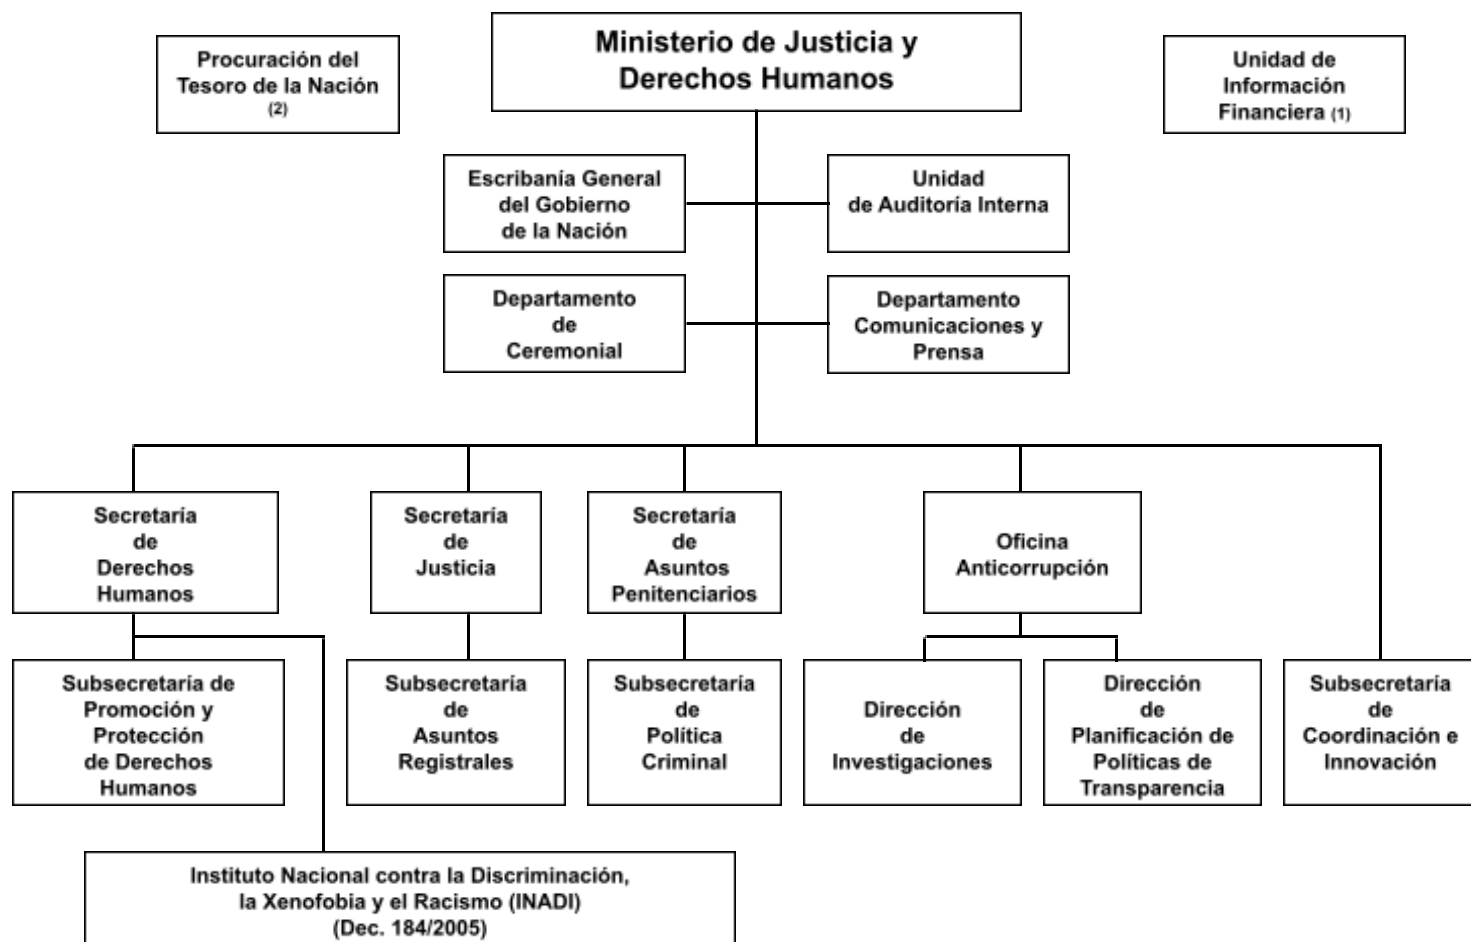 Procuración del
Tesoro de la Nación
(2)
Ministerio de Justicia y
Derechos Humanos
Unidad de
Información
Financiera (1)
Escribanía General
del Gobierno
de la Nación
Unidad
de Auditoría Interna
Departamento
de
Ceremonial
Departamento
Comunicaciones y
Prensa
Secretaría
de
Derechos
Humanos
Secretaría
de
Justicia
Secretaría
de
Asuntos
Penitenciarios
Oficina
Anticorrupción
Subsecretaría de
Promoción y
Protección
de Derechos
Humanos
Subsecretaría
de
Asuntos
Registrales
Subsecretaría
de
Política
Criminal
Dirección
de
Investigaciones
Dirección
de
Planificación de
Políticas de
Transparencia
Subsecretaría
de
Coordinación e
Innovación
Instituto Nacional contra la Discriminación,
la Xenofobia y el Racismo (INADI)
(Dec. 184/2005)